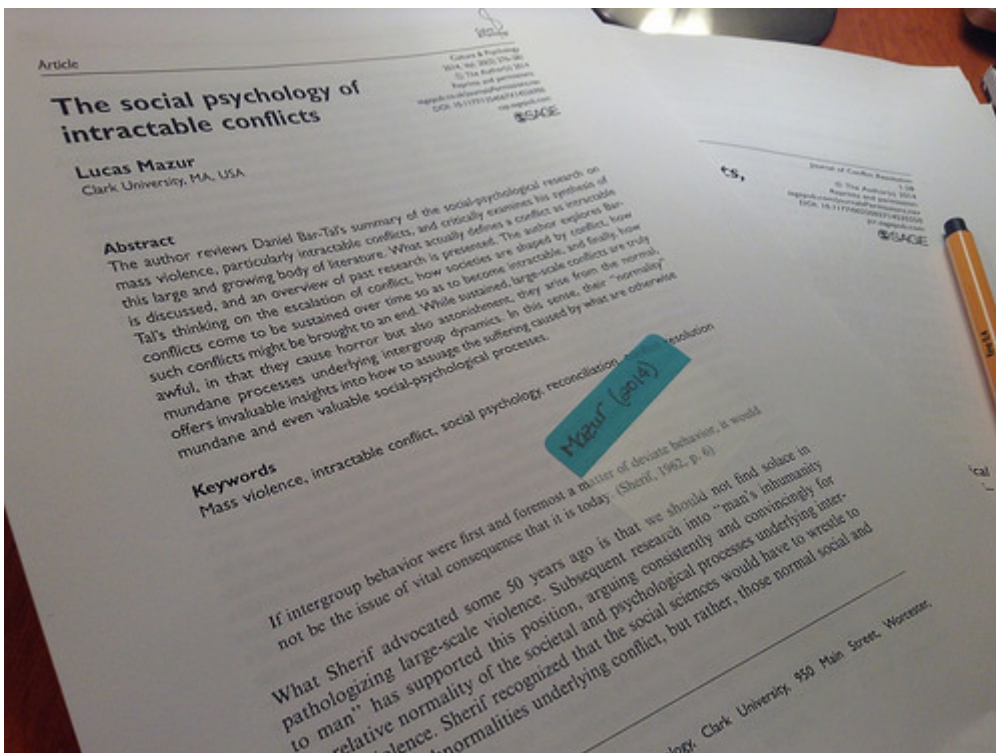 Article
Culture & Psychology
2014, Vol. 20(2) 276–
© The Author(s) 2014
Reprints and permissions:
SAGE
The social psychology of
intractable conflicts
Lucas Mazur
Clark University, MA, USA
Abstract
The author reviews Daniel Bar-Tal's summary of the social-psychological research on
mass violence, particularly intractable conflicts, and critically examines his synthesis of
this large and growing body of literature. What actually defines a conflict as intractable
is discussed, and an overview of past research is presented. The author explores Bar-
Tal's thinking on the escalation of conflict, how societies are shaped by conflict, how
conflicts come to be sustained over time so as to become intractable, and finally, how
such conflicts might be brought to an end. While sustained, large-scale conflicts are truly
awful, in that they cause horror but also astonishment, they arise from the normal,
mundane processes underlying intergroup dynamics. In this sense, their "normality"
offers invaluable insights into how to assuage the suffering caused by what are otherwise
mundane and even valuable social-psychological processes.
Keywords
Mass violence, intractable conflict, social psychology, reconciliation, resolution
Mazur (2014)
If intergroup behavior were first and foremost a matter of deviate behavior, it would
not be the issue of vital consequence that it is today. (Sherif, 1962, p. 6)
What Sherif advocated some 50 years ago is that we should not find solace in
pathologizing large-scale violence. Subsequent research into "man's inhumanity
to man" has supported this position, arguing consistently and convincingly for
relative normality of the societal and psychological processes underlying inter-
violence. Sherif recognized that the social sciences would have to wrestle to
abnormalities underlying conflict, but rather, those normal social and
ology, Clark University, 950 Main Street, Worcester,
ts,
Journal of Conflict Resolution
© The Author(s) 2014
Reprints and permission:
SAGE
ical